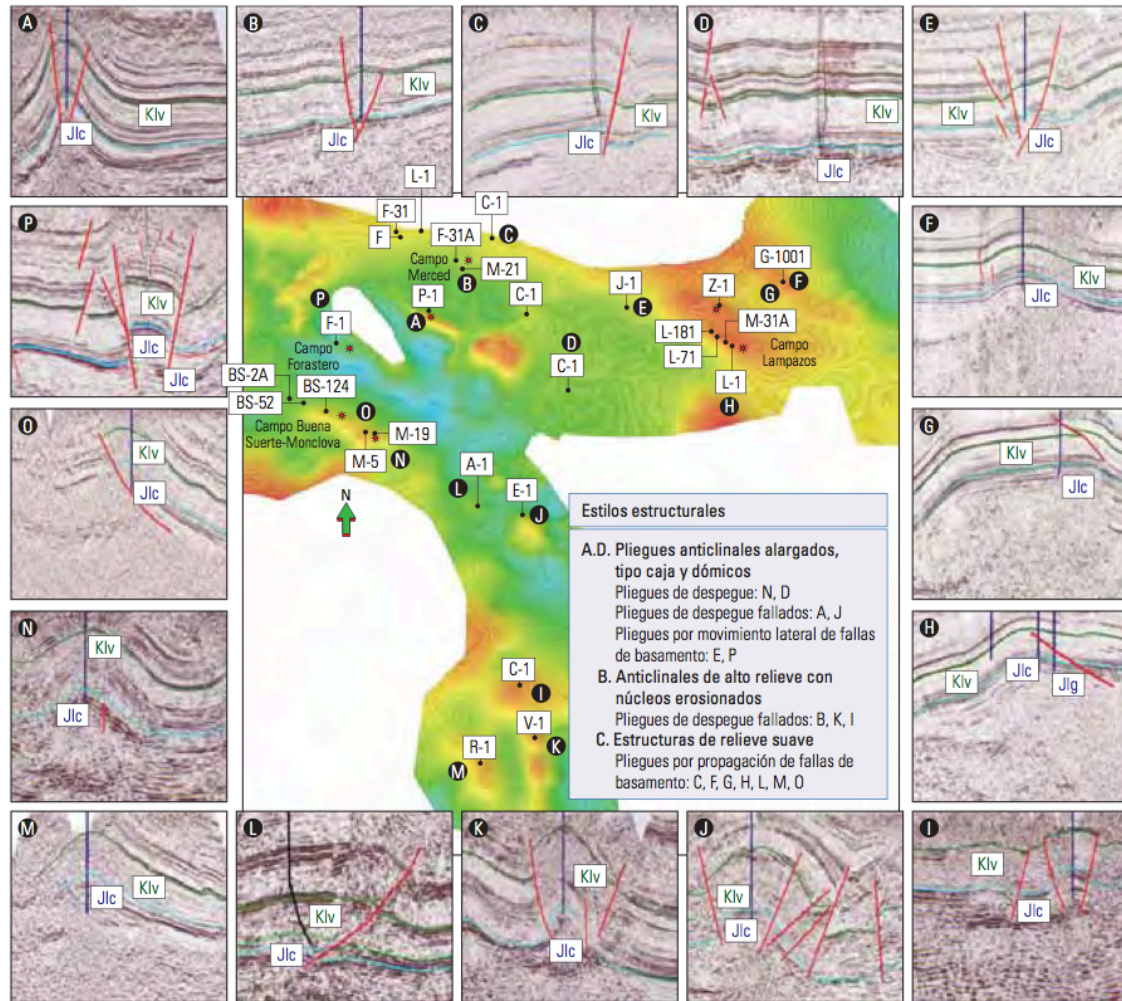 A
Klv
Jlc
B
Klv
Jlc
C
Klv
Jlc
D
Klv
Jlc
E
Klv
Jlc
P
Klv
Jlc
Jlc
F
Klv
Jlc
O
Klv
Jlc
G
Klv
Jlc
N
Klv
Jlc
H
Klv
Jlc
Jlg
M
Klv
Jlc
L
Klv
Jlc
K
Klv
Jlc
J
Klv
Jlc
I
Klv
Jlc
L-1
F-31
F
C-1
C
F-31A
Campo
Merced
M-21
B
G-1001
F
G
P
P-1
A
C-1
J-1
E
Z-1
L-181
M-31A
L-71
Campo
Lampazos
L-1
H
F-1
Campo
Forastero
D
C-1
BS-2A
BS-124
BS-52
O
Campo Buena
Suerte-Monclova
M-19
M-5
N
N
A-1
L
E-1
J
C-1
I
V-1
K
R-1
M
Estilos estructurales
A.D. Pliegues anticlinales alargados,
tipo caja y dómicos
Pliegues de despegue: N, D
Pliegues de despegue fallados: A, J
Pliegues por movimiento lateral de fallas
de basamento: E, P
B. Anticlinales de alto relieve con
núcleos erosionados
Pliegues de despegue fallados: B, K, I
C. Estructuras de relieve suave
Pliegues por propagación de fallas de
basamento: C, F, G, H, L, M, O